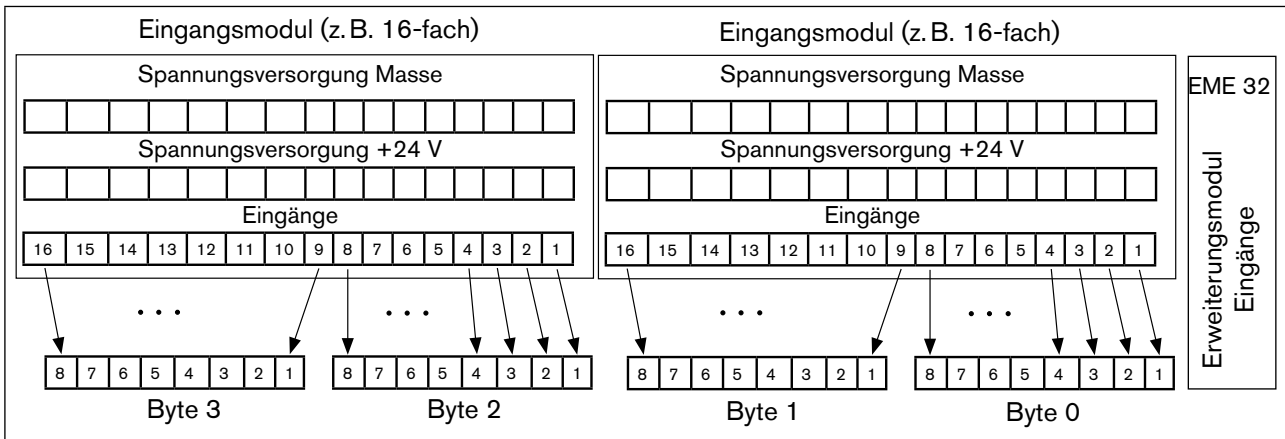 Eingangsmodul (z. B. 16-fach)
Eingangsmodul (z. B. 16-fach)
Spannungsversorgung Masse
Spannungsversorgung Masse
EME 32
Erweiterungsmodul
Eingänge
Spannungsversorgung +24 V
Spannungsversorgung +24 V
Eingänge
Eingänge
16 15 14 13 12 11 10 9 8 7 6 5 4 3 2 1
16 15 14 13 12 11 10 9 8 7 6 5 4 3 2 1
. . .
. . .
. . .
. . .
8 7 6 5 4 3 2 1
8 7 6 5 4 3 2 1
8 7 6 5 4 3 2 1
8 7 6 5 4 3 2 1
Byte 3
Byte 2
Byte 1
Byte 0